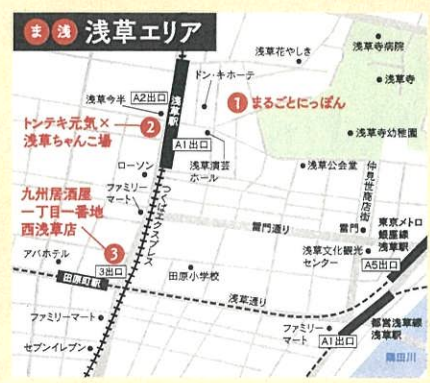 ま 浅 浅草エリア
浅草花やしき
浅草寺病院
ドン・キホーテ
浅草寺
浅草今半
A2出口
浅草駅
1 まるごとにっぽん
トンテキ元気×
浅草ちゃんこ場
2
A1出口
浅草寺幼稚園
ローソン
浅草演芸
ホール
浅草公会堂
仲見世商店街
ファミリー
マート
つくばエクスプレス
九州居酒屋
一丁目一番地
西浅草店
3
雷門通り
雷門
東京メトロ
銀座線
浅草駅
浅草文化観光
センター
A5出口
アパホテル
3出口
田原町駅
田原小学校
浅草通り
ファミリーマート
ファミリー
マート
A1出口
都営浅草線
浅草駅
セブンイレブン
隅田川